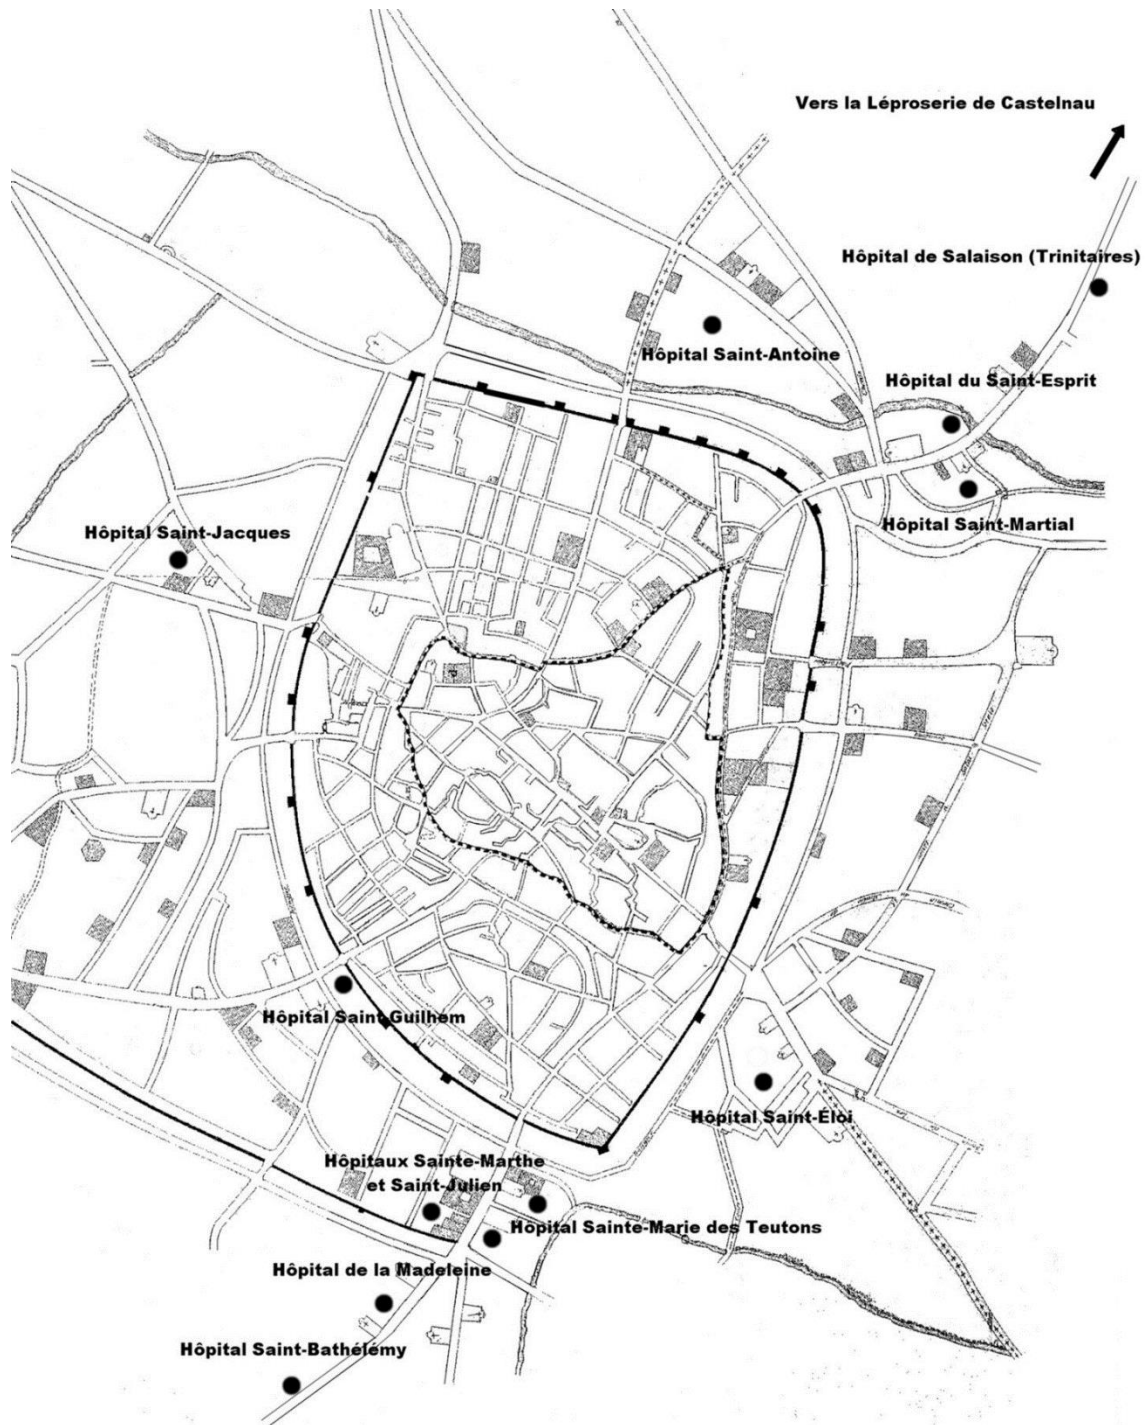 Vers la Léproserie de Castelnau
Hôpital de Salaison (Trinitaires)
Hôpital Saint-Antoine
Hôpital du Saint-Esprit
Hôpital Saint-Jacques
Hôpital Saint-Martial
P
Hôpital Saint-Guilhem
Hôpital Saint-Éloi
Hôpitaux Sainte-Marthe
et Saint-Julien
Hôpital Sainte-Marie des Teutons
Hôpital de la Madeleine
Hôpital Saint-Bathélémy